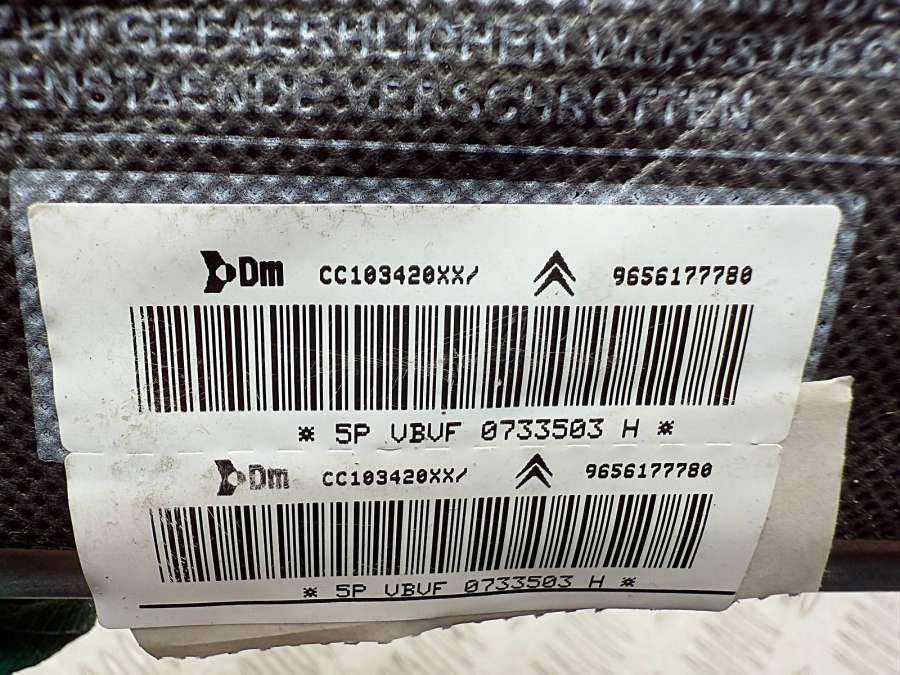 GEFAEHRLICHEN
VERSCHROTTEN
Dm CC103420XX/ 9656177780
* 5P VBVF 0733503 H *
Dm CC103420XX/ 9656177780
* 5P VBVF 0733503 H *